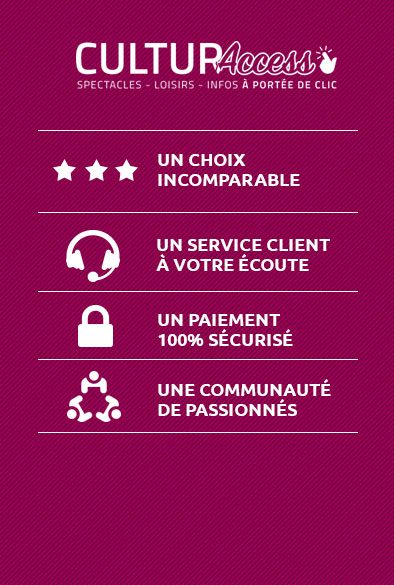 CULTURAccess
SPECTACLES - LOISIRS - INFOS À PORTÉE DE CLIC
UN CHOIX
INCOMPARABLE
UN SERVICE CLIENT
À VOTRE ÉCOUTE
UN PAIEMENT
100% SÉCURISÉ
UNE COMMUNAUTÉ
DE PASSIONNÉS